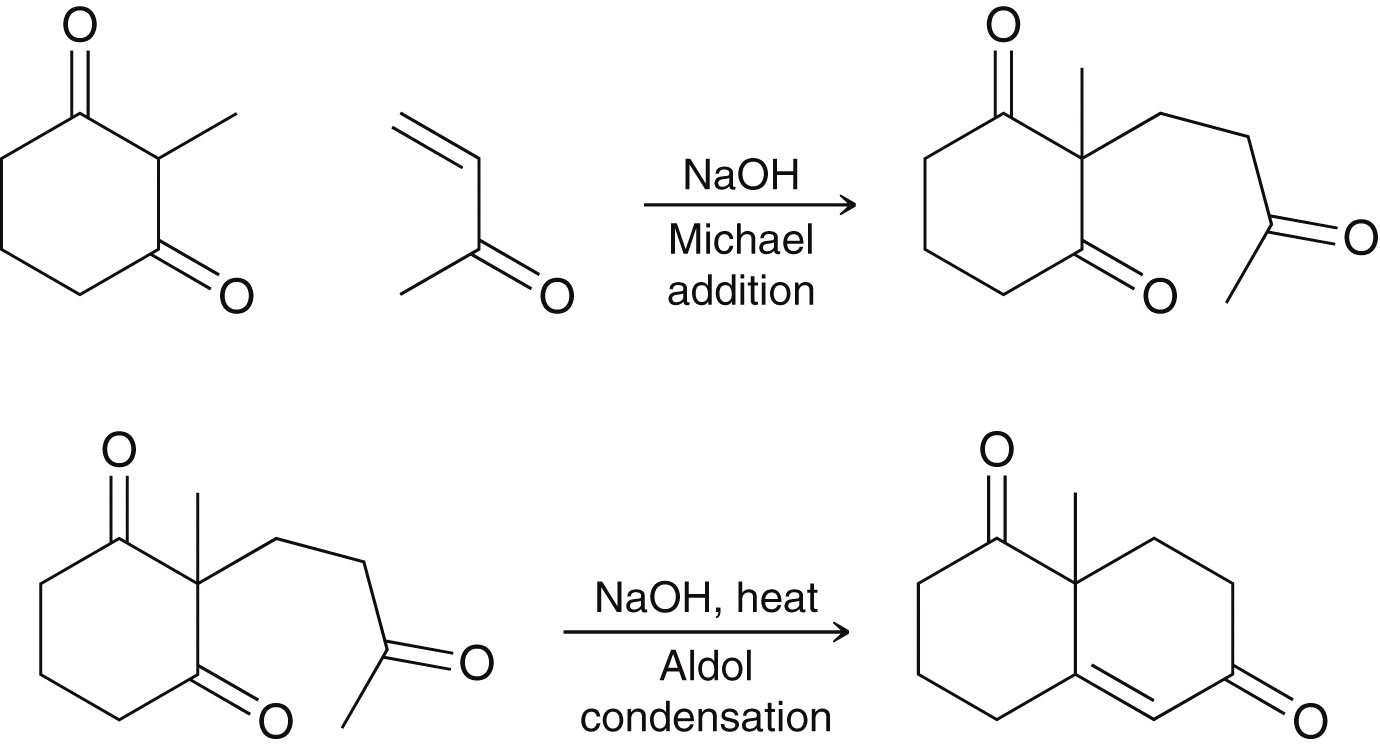 O
O
O
O
O
O
NaOH
Michael
addition
O
O
O
O
O
O
NaOH, heat
Aldol
condensation